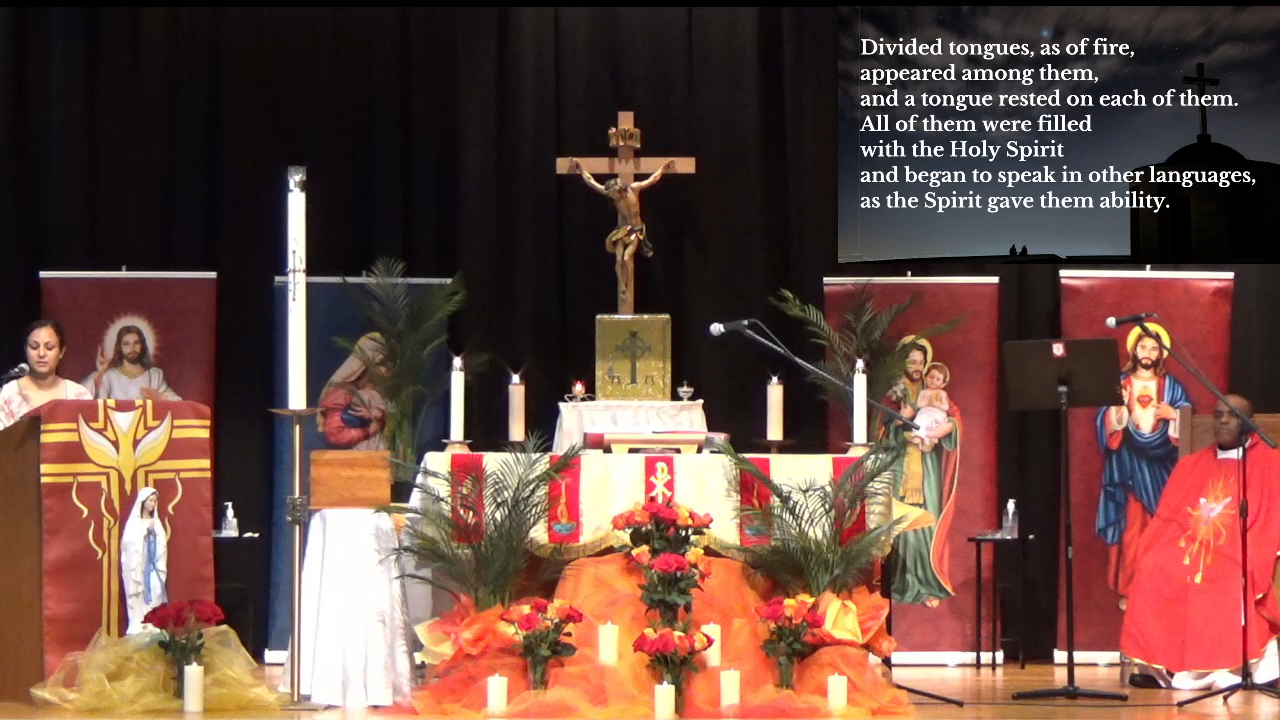 Divided tongues, as of fire,
appeared among them,
and a tongue rested on each of them.
All of them were filled
with the Holy Spirit
and began to speak in other languages,
as the Spirit gave them ability.